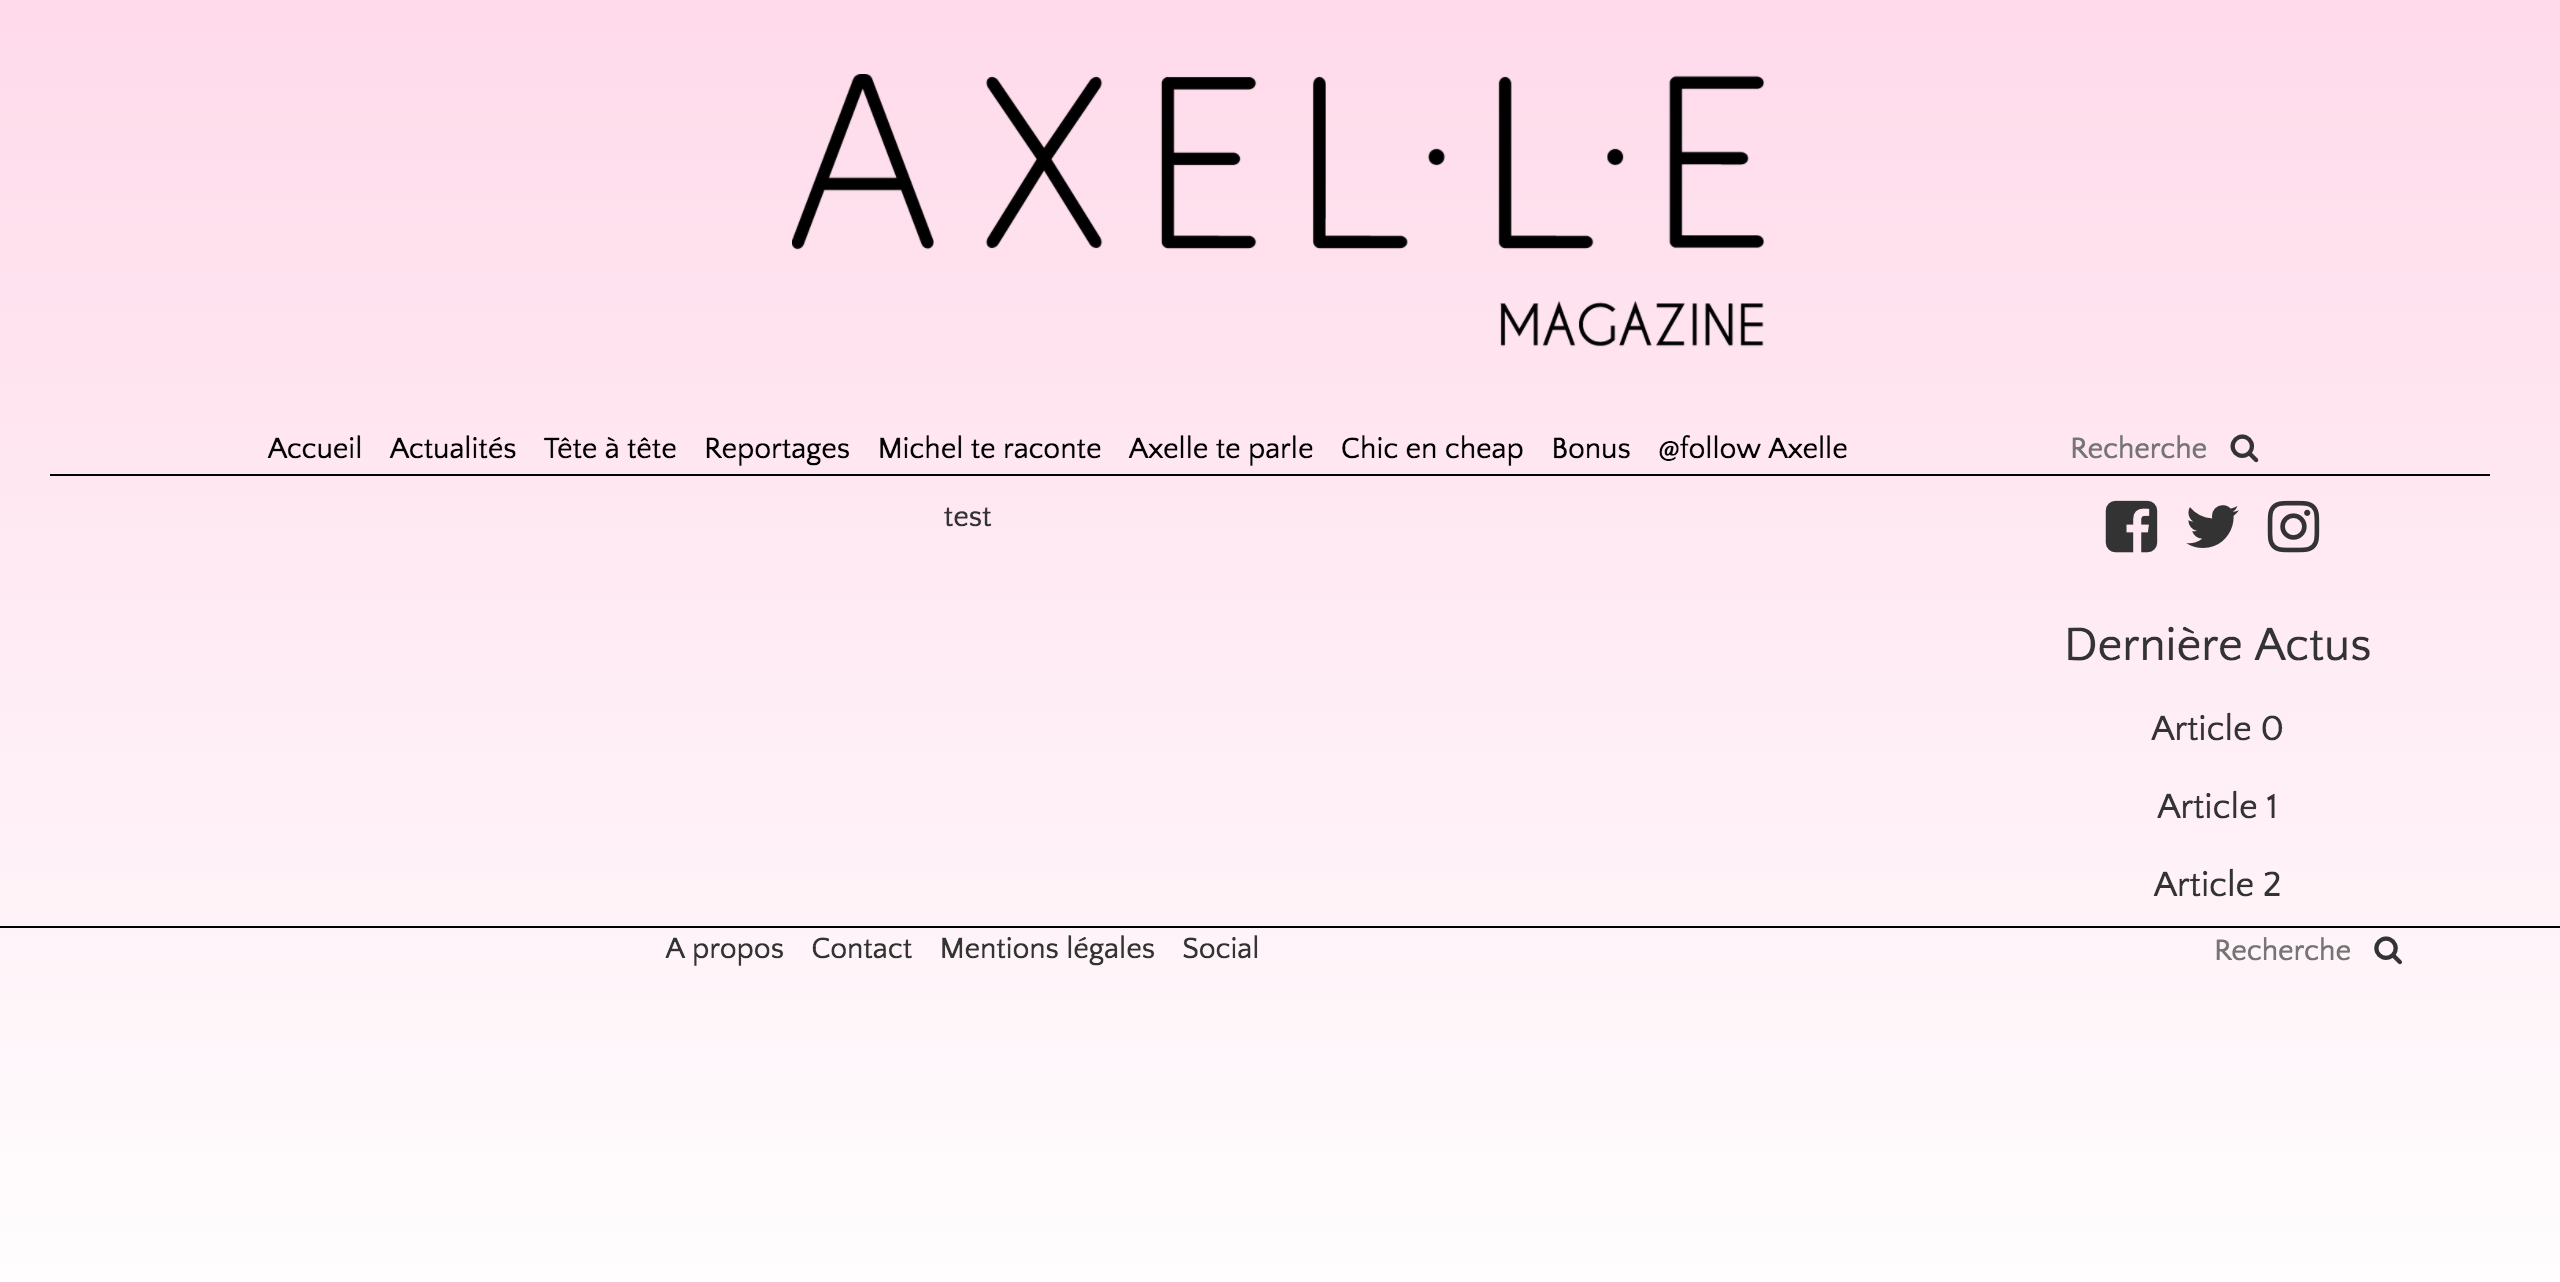 AXEL·L·E
MAGAZINE
Accueil Actualités Tête à tête Reportages Michel te raconte Axelle te parle Chic en cheap Bonus @follow Axelle Recherche
test
Dernière Actus
Article 0
Article 1
Article 2
A propos Contact Mentions légales Social Recherche